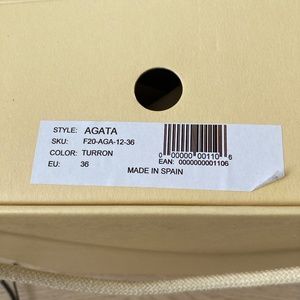 STYLE: AGATA
SKU: F20-AGA-12-36
COLOR: TURRON
EU: 36
0 00000 00110 6
EAN: 0000000001106
MADE IN SPAIN